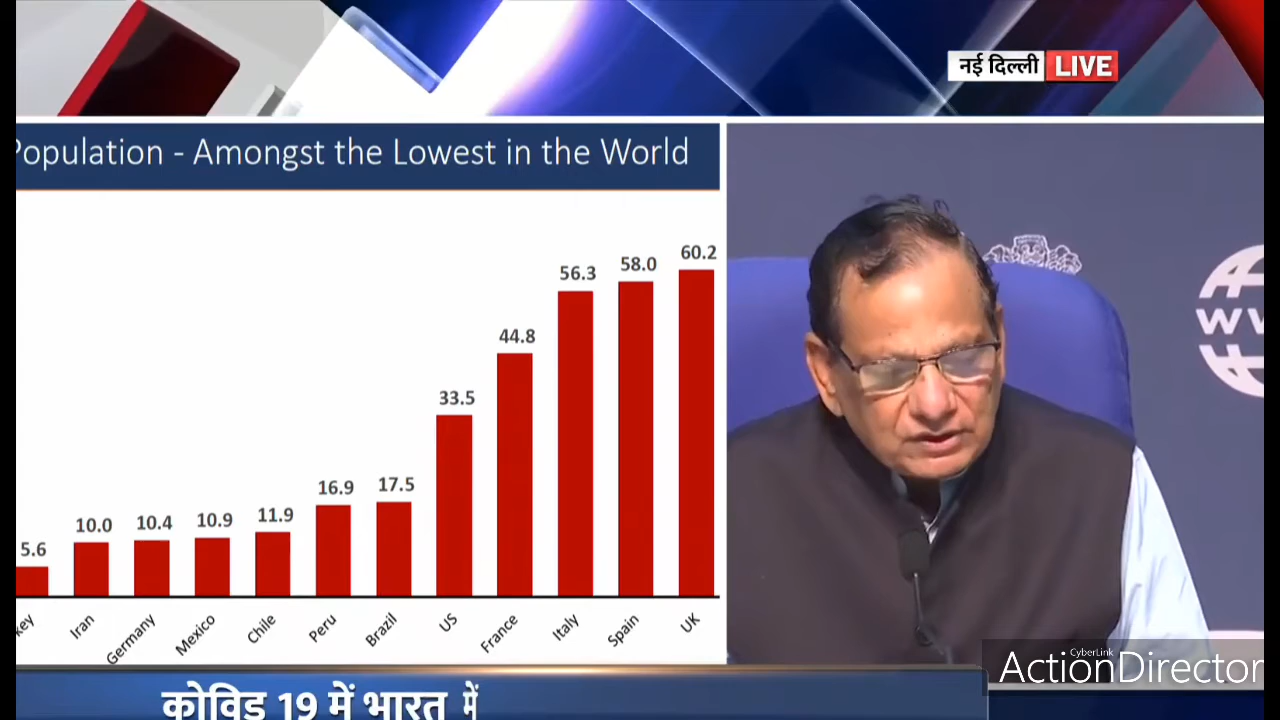 नई दिल्ली LIVE
Population - Amongst the Lowest in the World
60.2
58.0
56.3
44.8
33.5
17.5
16.9
11.9
10.9
10.4
10.0
5.6
Iran
Germany
Mexico
Chile
Peru
Brazil
US
France
Italy
Spain
UK
CyberLink
ActionDirector
कोविड 19 में भारत में